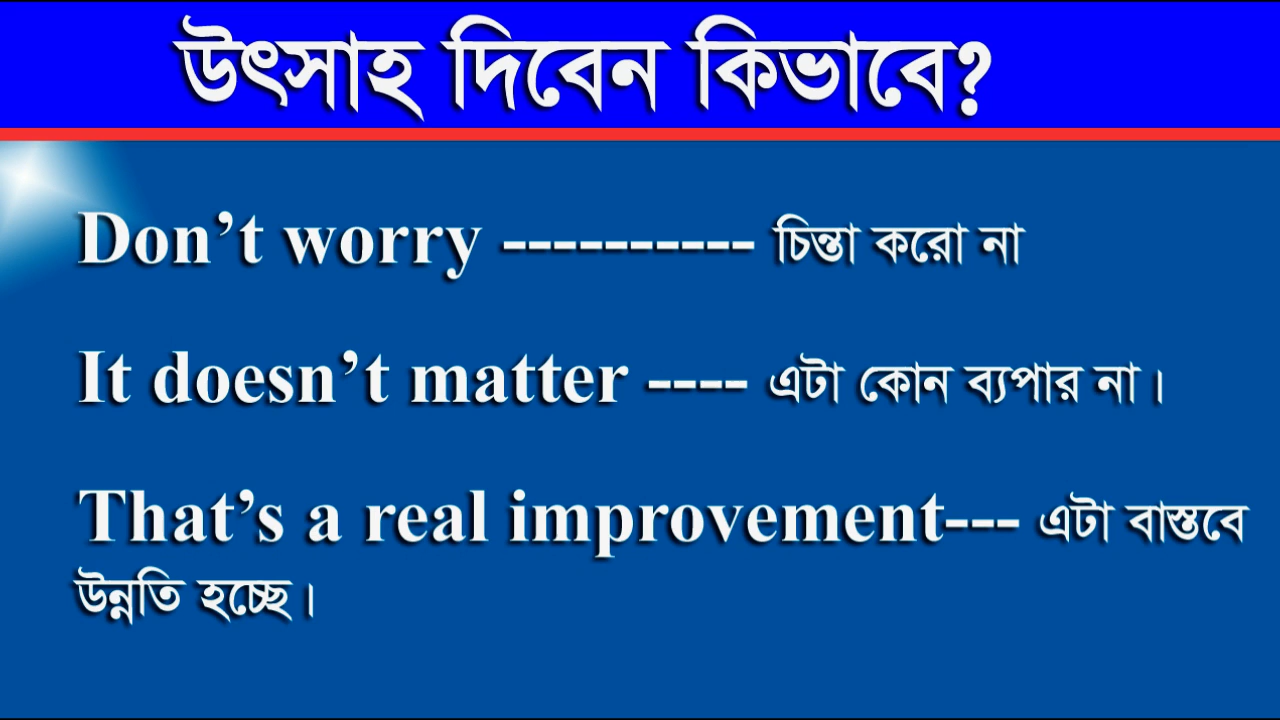 উৎসাহ দিবেন কিভাবে?
Don’t worry ---------- চিন্তা করো না
It doesn’t matter ---- এটা কোন ব্যপার না।
That’s a real improvement--- এটা বাস্তবে
উন্নতি হচ্ছে।